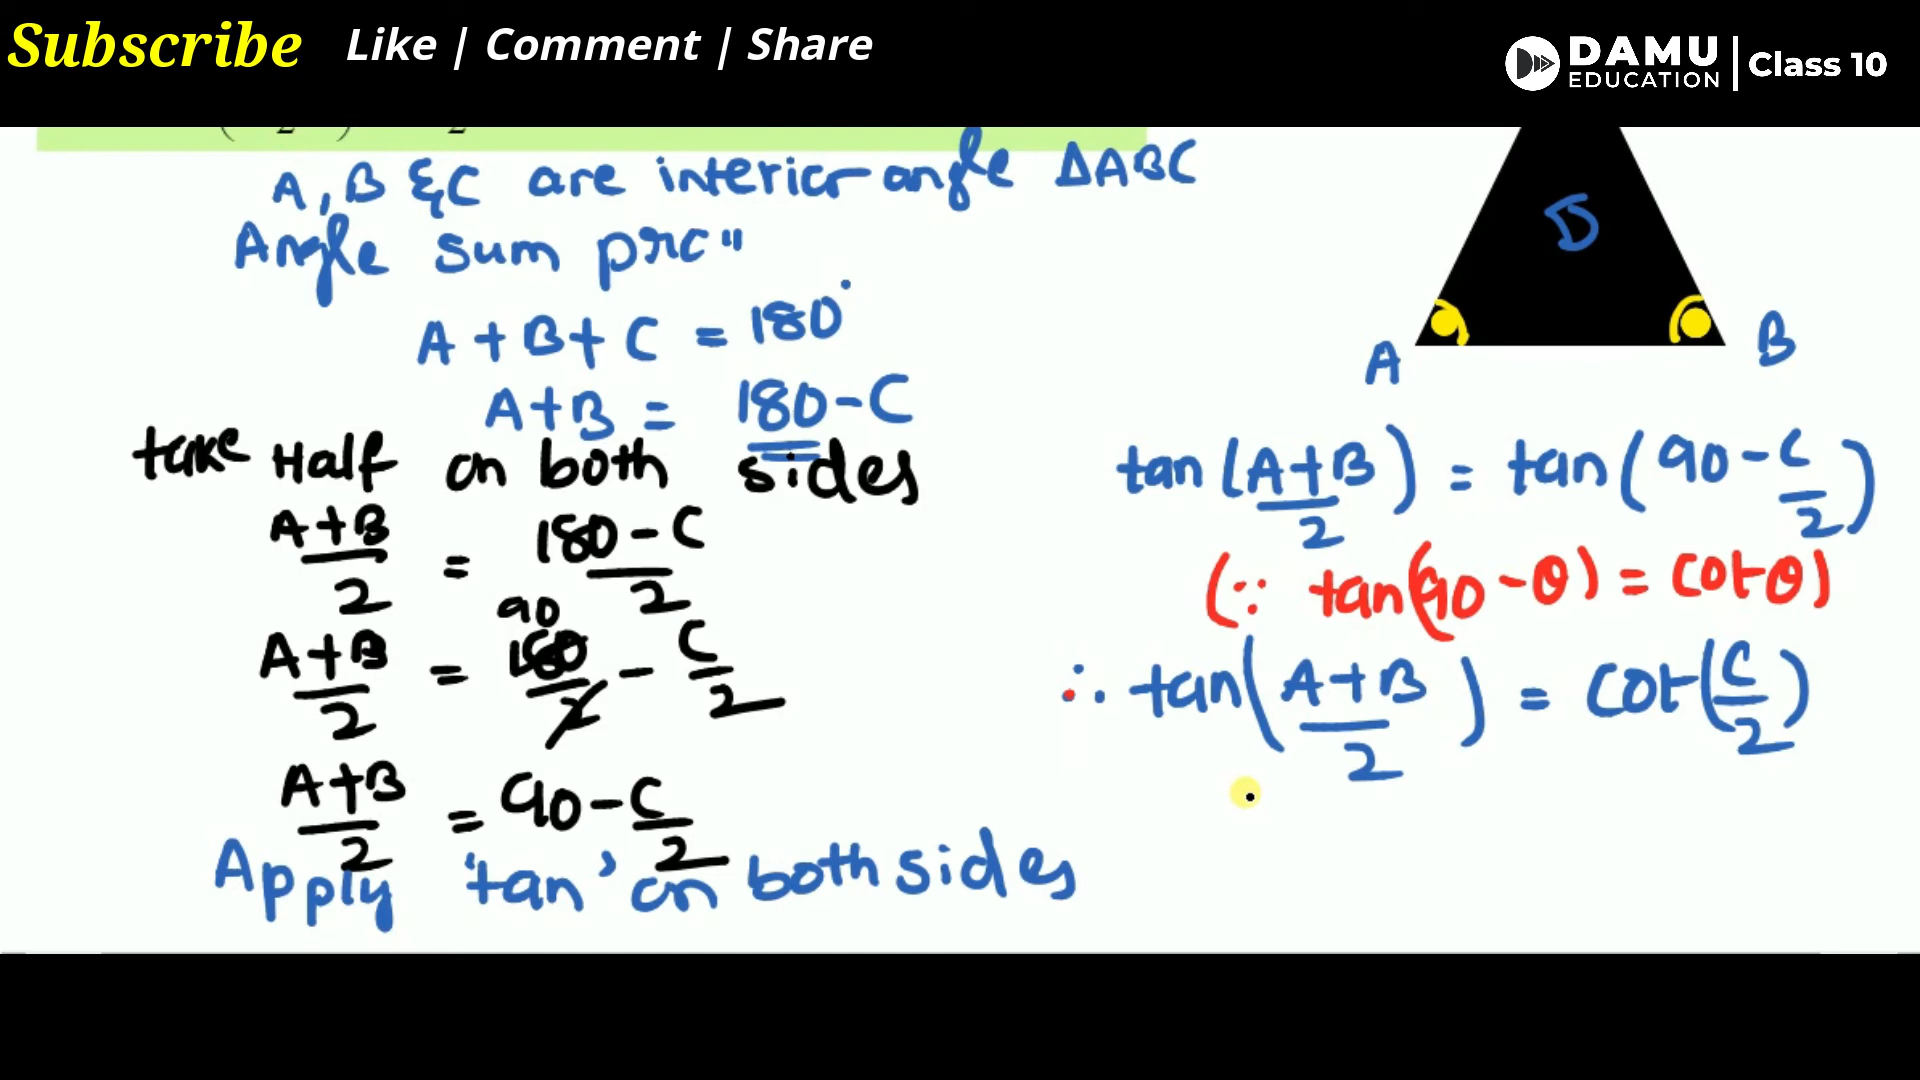 Subscribe Like | Comment | Share
DAMU EDUCATION | Class 10
A, B & C are interior angle ΔABC
Angle sum pro"
A + B + C = 180°
A+B = 180 - C
take Half on both sides
A+B/2 = 180 - C/2
A+B/2 = 180/2 - C/2
90
A+B/2 = 90 - C/2
Apply 'tan' on both sides
A
B
tan(A+B/2) = tan(90 - C/2)
(∵ tan(90 - θ) = cot θ)
∴ tan(A+B/2) = cot(C/2)